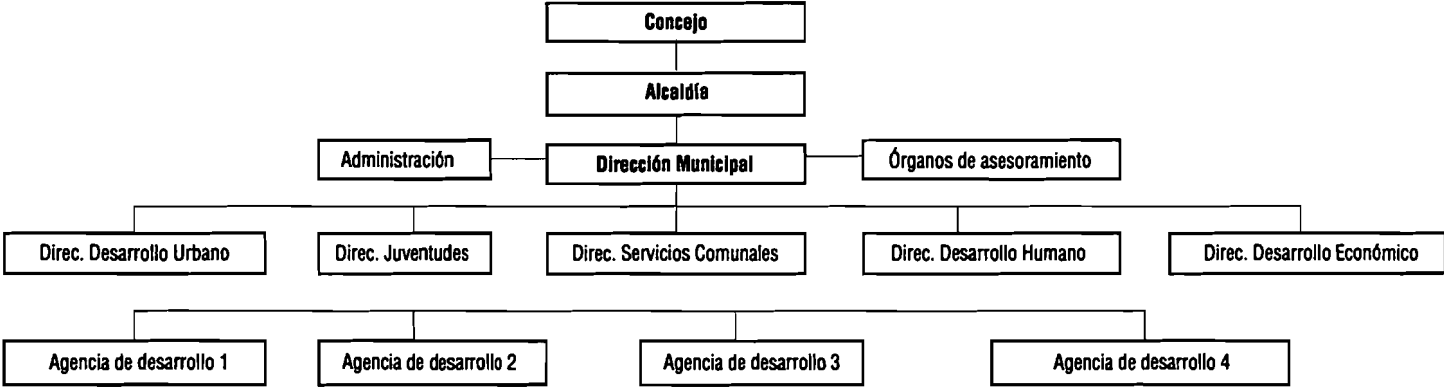 Concejo
Alcaldía
Administración
Dirección Municipal
Órganos de asesoramiento
Direc. Desarrollo Urbano
Direc. Juventudes
Direc. Servicios Comunales
Direc. Desarrollo Humano
Direc. Desarrollo Económico
Agencia de desarrollo 1
Agencia de desarrollo 2
Agencia de desarrollo 3
Agencia de desarrollo 4